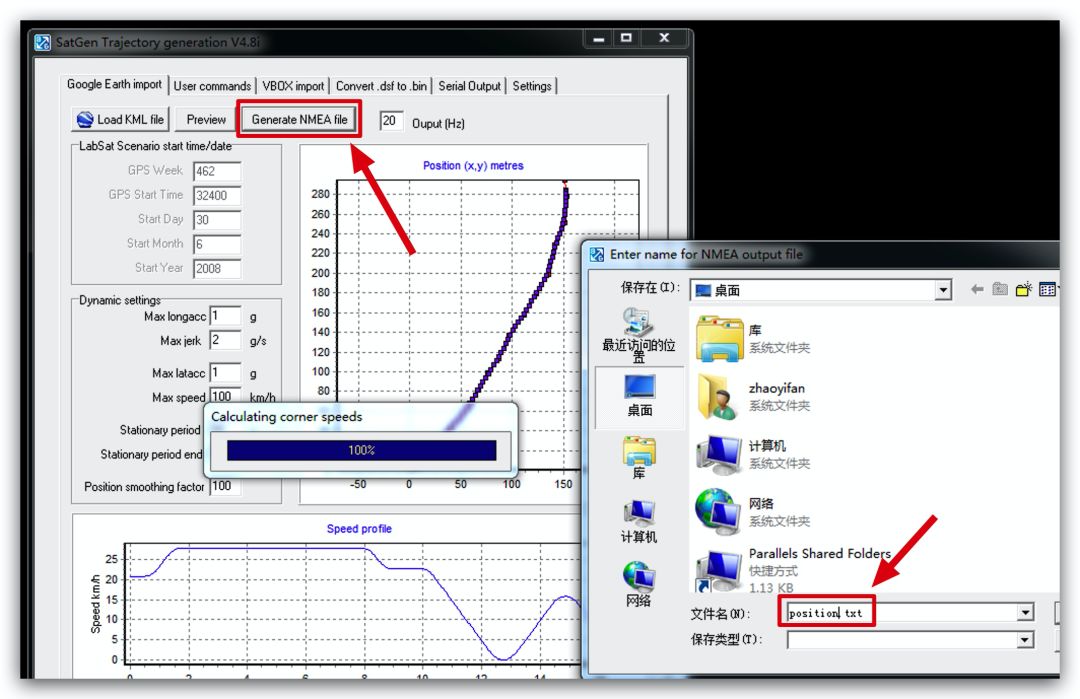 SatGen Trajectory generation V4.8i
Google Earth import
User commands
VBOX import
Convert .dsf to .bin
Serial Output
Settings
Load KML file
Preview
Generate NMEA file
20
Ouput (Hz)
LabSat Scenario start time/date
GPS Week 462
GPS Start Time 32400
Start Day 30
Start Month 6
Start Year 2008
Dynamic settings
Max longacc 1 g
Max jerk 2 g/s
Max latacc 1 g
Max speed 100 km/h
Stationary period
Stationary period end
Position smoothing factor 100
Position (x,y) metres
280
260
240
220
200
180
160
140
120
100
80
-50 0 50 100 150
Calculating corner speeds
100%
Speed profile
Speed km/h
25
20
15
10
5
0
0 2 4 6 8 10 12 14
Enter name for NMEA output file
保存在(I):
桌面
最近访问的位
置
桌面
库
计算机
网络
库
系统文件夹
zhaoyifan
系统文件夹
计算机
系统文件夹
网络
系统文件夹
Parallels Shared Folders
快捷方式
1.13 KB
文件名(N):
position.txt
保存类型(T):